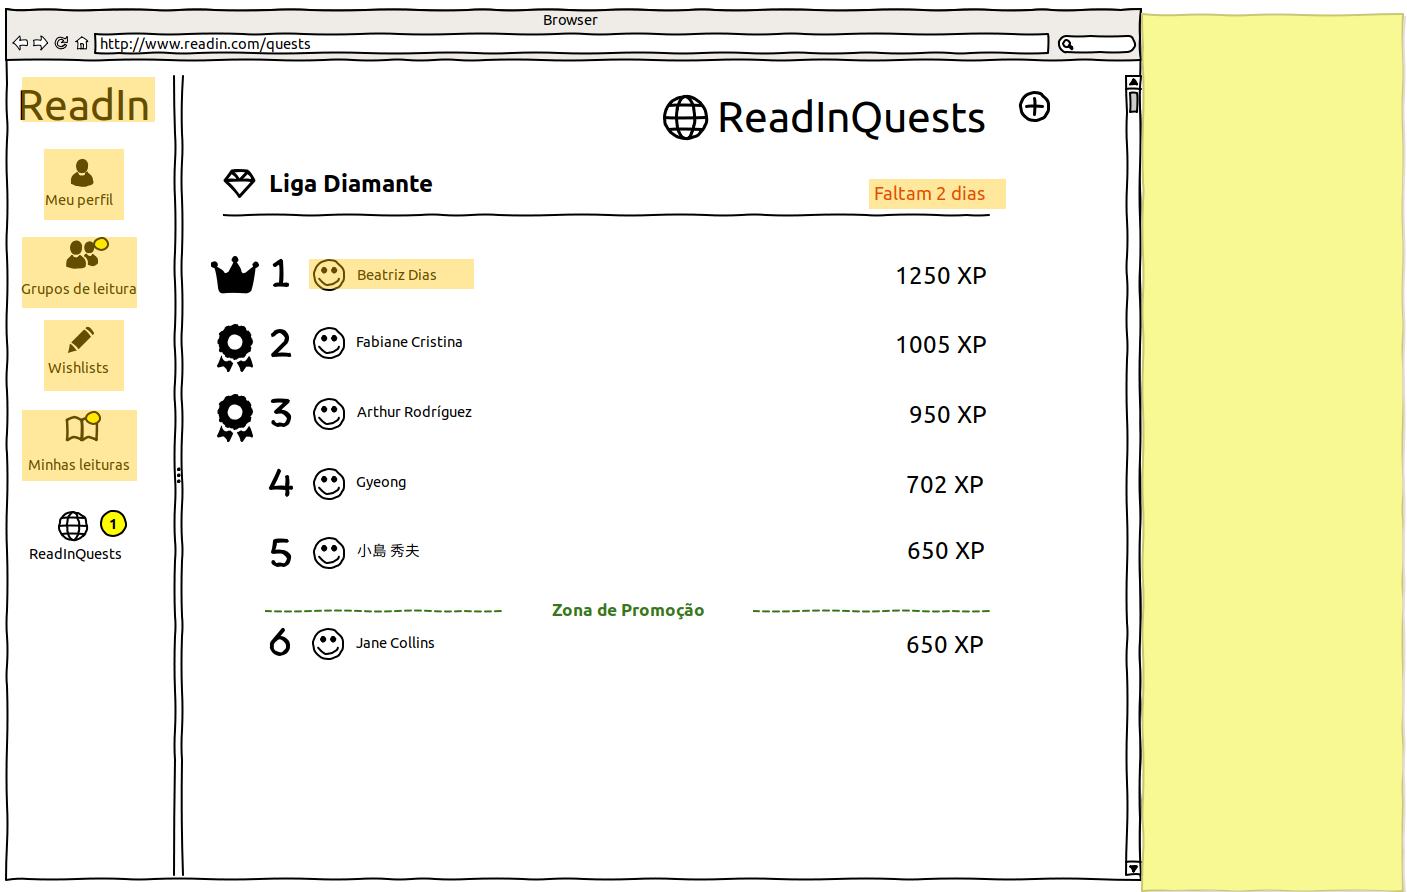 Browser
http://www.readin.com/quests
ReadIn
Meu perfil
Grupos de leitura
Wishlists
Minhas leituras
1
ReadInQuests
ReadInQuests
Liga Diamante
Faltam 2 dias
1 Beatriz Dias 1250 XP
2 Fabiane Cristina 1005 XP
3 Arthur Rodríguez 950 XP
4 Gyeong 702 XP
5 小島 秀夫 650 XP
Zona de Promoção
6 Jane Collins 650 XP